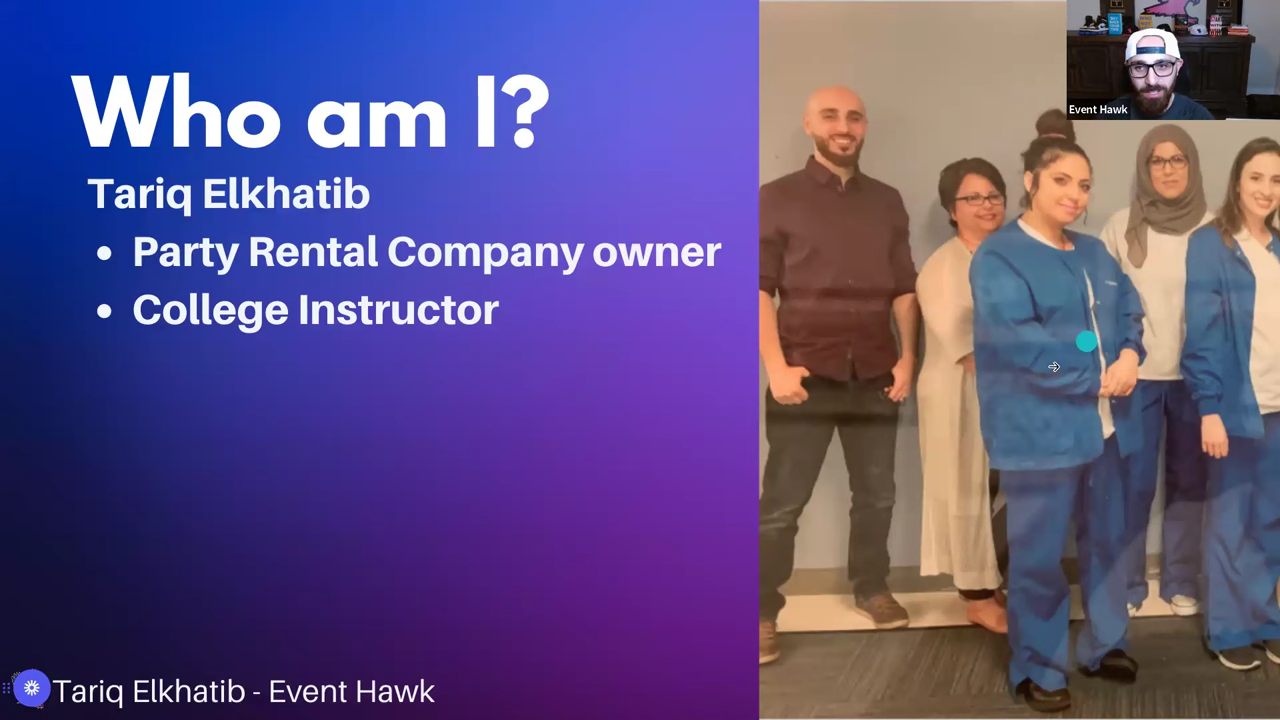 Who am I?
Tariq Elkhatib
• Party Rental Company owner
• College Instructor
Event Hawk
Tariq Elkhatib - Event Hawk